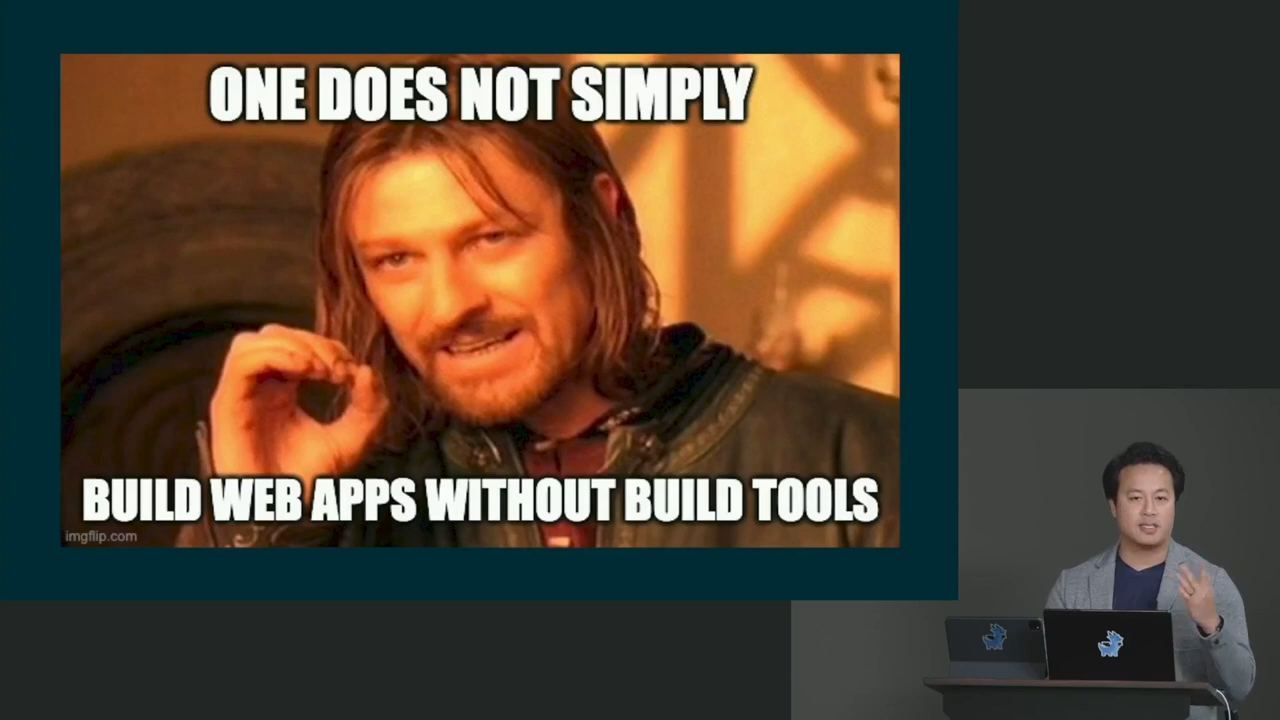 ONE DOES NOT SIMPLY
BUILD WEB APPS WITHOUT BUILD TOOLS
imgflip.com